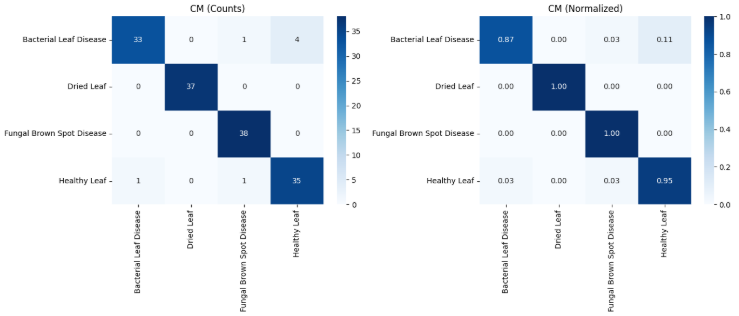 CM (Counts)
Bacterial Leaf Disease 33 0 1 4
Dried Leaf 0 37 0 0
Fungal Brown Spot Disease 0 0 38 0
Healthy Leaf 1 0 1 35
Bacterial Leaf Disease
Dried Leaf
Fungal Brown Spot Disease
Healthy Leaf
35
30
25
20
15
10
5
0
CM (Normalized)
Bacterial Leaf Disease 0.87 0.00 0.03 0.11
Dried Leaf 0.00 1.00 0.00 0.00
Fungal Brown Spot Disease 0.00 0.00 1.00 0.00
Healthy Leaf 0.03 0.00 0.03 0.95
Bacterial Leaf Disease
Dried Leaf
Fungal Brown Spot Disease
Healthy Leaf
1.0
0.8
0.6
0.4
0.2
0.0